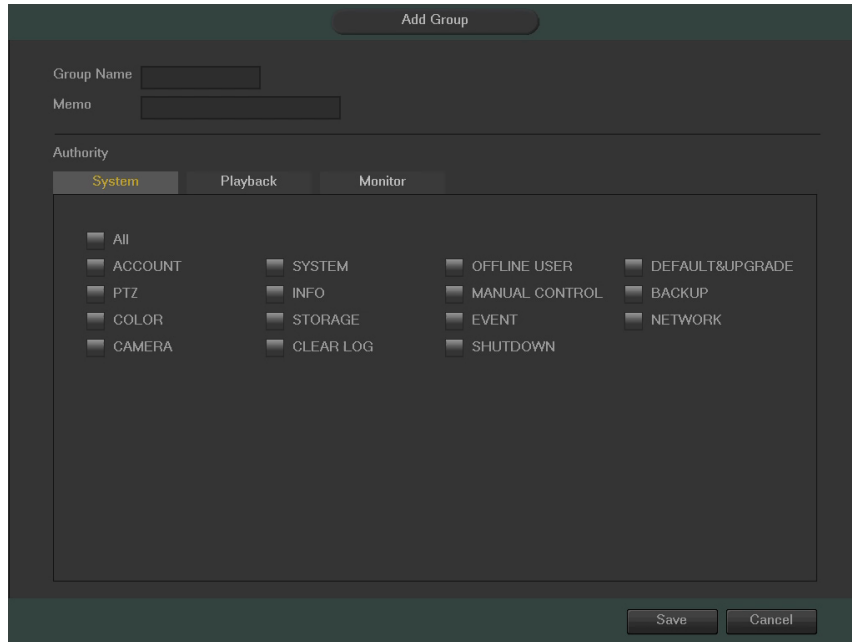 Add Group
Group Name
Memo
Authority
System Playback Monitor
All
ACCOUNT SYSTEM OFFLINE USER DEFAULT&UPGRADE
PTZ INFO MANUAL CONTROL BACKUP
COLOR STORAGE EVENT NETWORK
CAMERA CLEAR LOG SHUTDOWN
Save Cancel